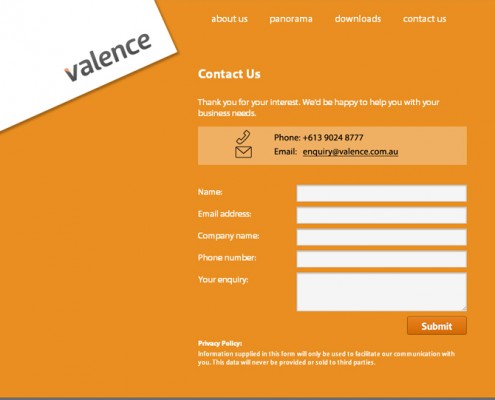 about us panorama downloads contact us
valence
Contact Us
Thank you for your interest. We'd be happy to help you with your
business needs.
Phone: +613 9024 8777
Email: enquiry@valence.com.au
Name:
Email address:
Company name:
Phone number:
Your enquiry:
Submit
Privacy Policy:
Information supplied in this form will only be used to facilitate our communication with
you. This data will never be provided or sold to third parties.